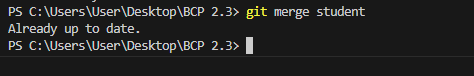 PS C:\Users\User\Desktop\BCP 2.3> git merge student
Already up to date.
PS C:\Users\User\Desktop\BCP 2.3>